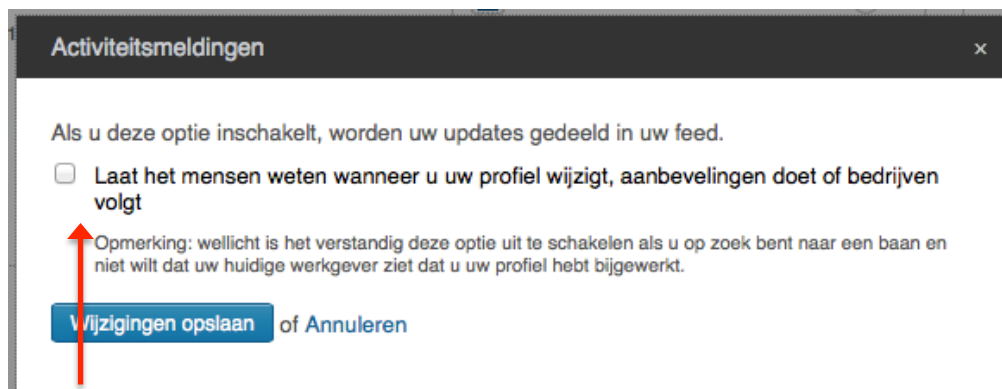 Activiteitsmeldingen ×
Als u deze optie inschakelt, worden uw updates gedeeld in uw feed.
Laat het mensen weten wanneer u uw profiel wijzigt, aanbevelingen doet of bedrijven
volgt
Opmerking: wellicht is het verstandig deze optie uit te schakelen als u op zoek bent naar een baan en
niet wilt dat uw huidige werkgever ziet dat u uw profiel hebt bijgewerkt.
Wijzigingen opslaan of Annuleren